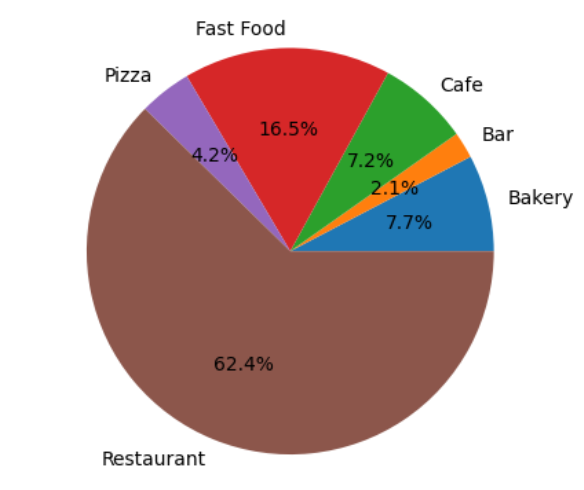 Fast Food
Pizza
Cafe
16.5%
Bar
4.2%
7.2%
2.1%
Bakery
7.7%
62.4%
Restaurant